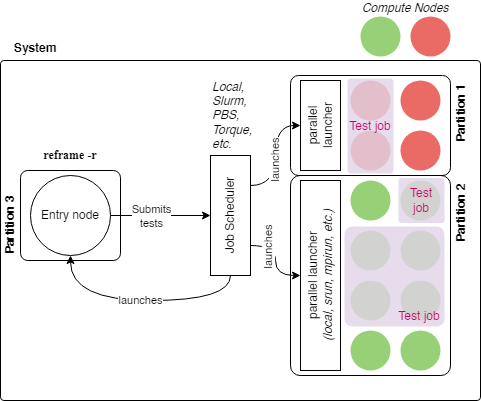 Compute Nodes
System
Local,
Slurm,
PBS,
Torque,
etc.
reframe -r
Partition 3
Entry node
Submits
tests
Job Scheduler
launches
launches
launches
parallel
launcher
Test job
Partition 1
parallel launcher
(local, srun, mpirun, etc.)
Test
job
Test job
Partition 2